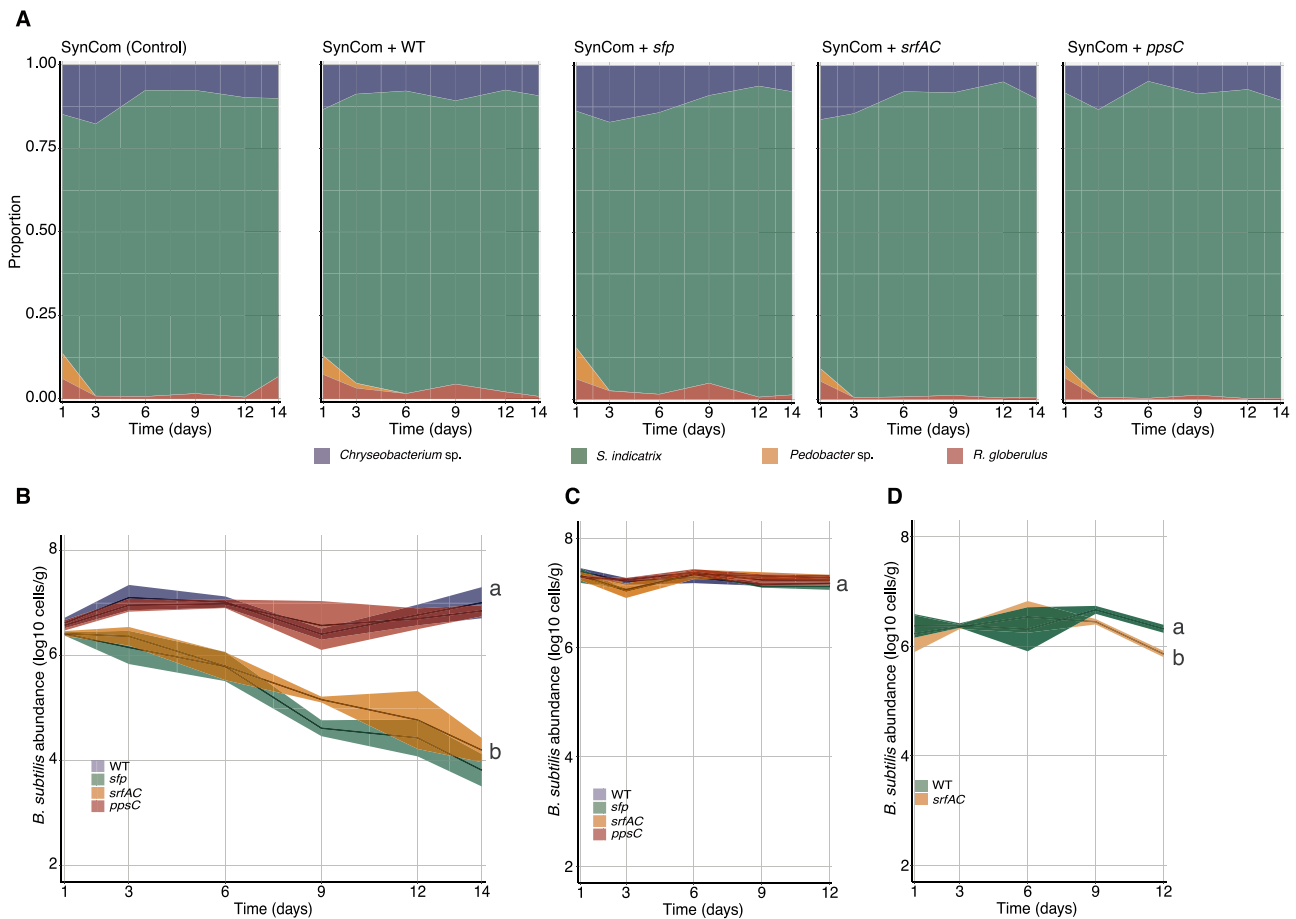 A
SynCom (Control)
SynCom + WT
SynCom + sfp
SynCom + srfAC
SynCom + ppsC
Proportion
1.00
0.75
0.50
0.25
0.00
1 3 6 9 12 14
1 3 6 9 12 14
1 3 6 9 12 14
1 3 6 9 12 14
1 3 6 9 12 14
Time (days)
Time (days)
Time (days)
Time (days)
Time (days)
Chryseobacterium sp.
S. indicatrix
Pedobacter sp.
R. globerulus
B
B. subtilis abundance (log10 cells/g)
8
6
4
2
a
b
WT
sfp
srfAC
ppsC
1 3 6 9 12 14
Time (days)
C
B. subtilis abundance (log10 cells/g)
8
6
4
2
a
WT
sfp
srfAC
ppsC
1 3 6 9 12
Time (days)
D
B. subtilis abundance (log10 cells/g)
8
6
4
2
a
b
WT
srfAC
1 3 6 9 12
Time (days)